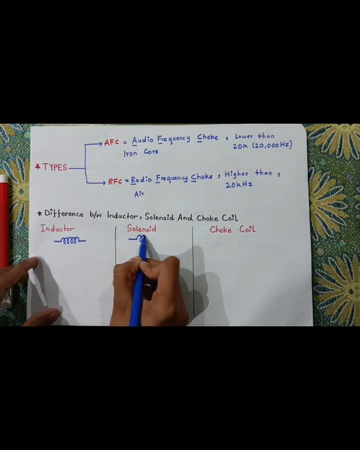 AFC = Audio Frequency Choke, Lower than
20K (20,000Hz)
Iron Core
* TYPES
RFC = Radio Frequency Choke, Higher than,
20KHz
Air
* Difference b/w Inductor, Solenoid And Choke Coil
Inductor Solenoid Choke Coil